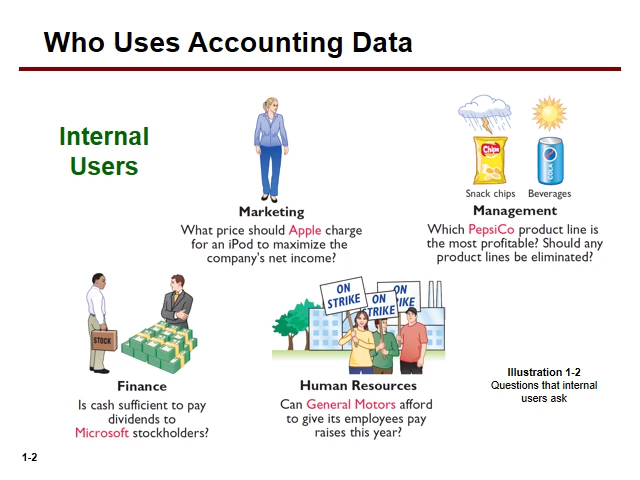 Who Uses Accounting Data
Internal
Users
Marketing
What price should Apple charge
for an iPod to maximize the
company's net income?
Chips
COLA
Snack chips Beverages
Management
Which PepsiCo product line is
the most profitable? Should any
product lines be eliminated?
STOCK
Finance
Is cash sufficient to pay
dividends to
Microsoft stockholders?
ON
STRIKE
ON
TRIKE
ON
IKE
Human Resources
Can General Motors afford
to give its employees pay
raises this year?
Illustration 1-2
Questions that internal
users ask
1-2